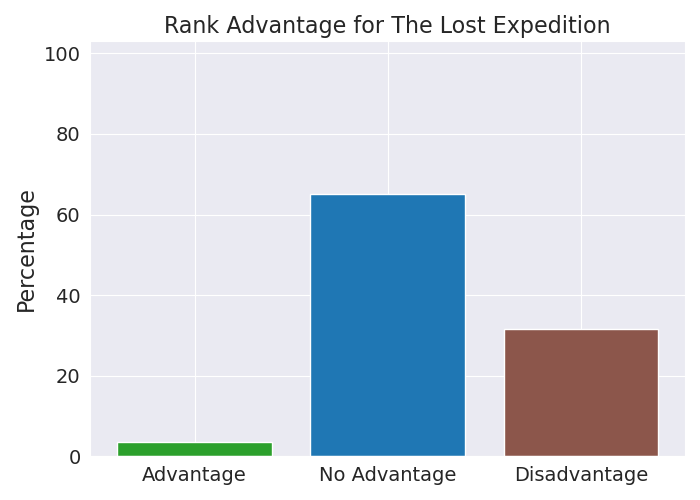 Rank Advantage for The Lost Expedition
Percentage
100
80
60
40
20
0
Advantage
No Advantage
Disadvantage